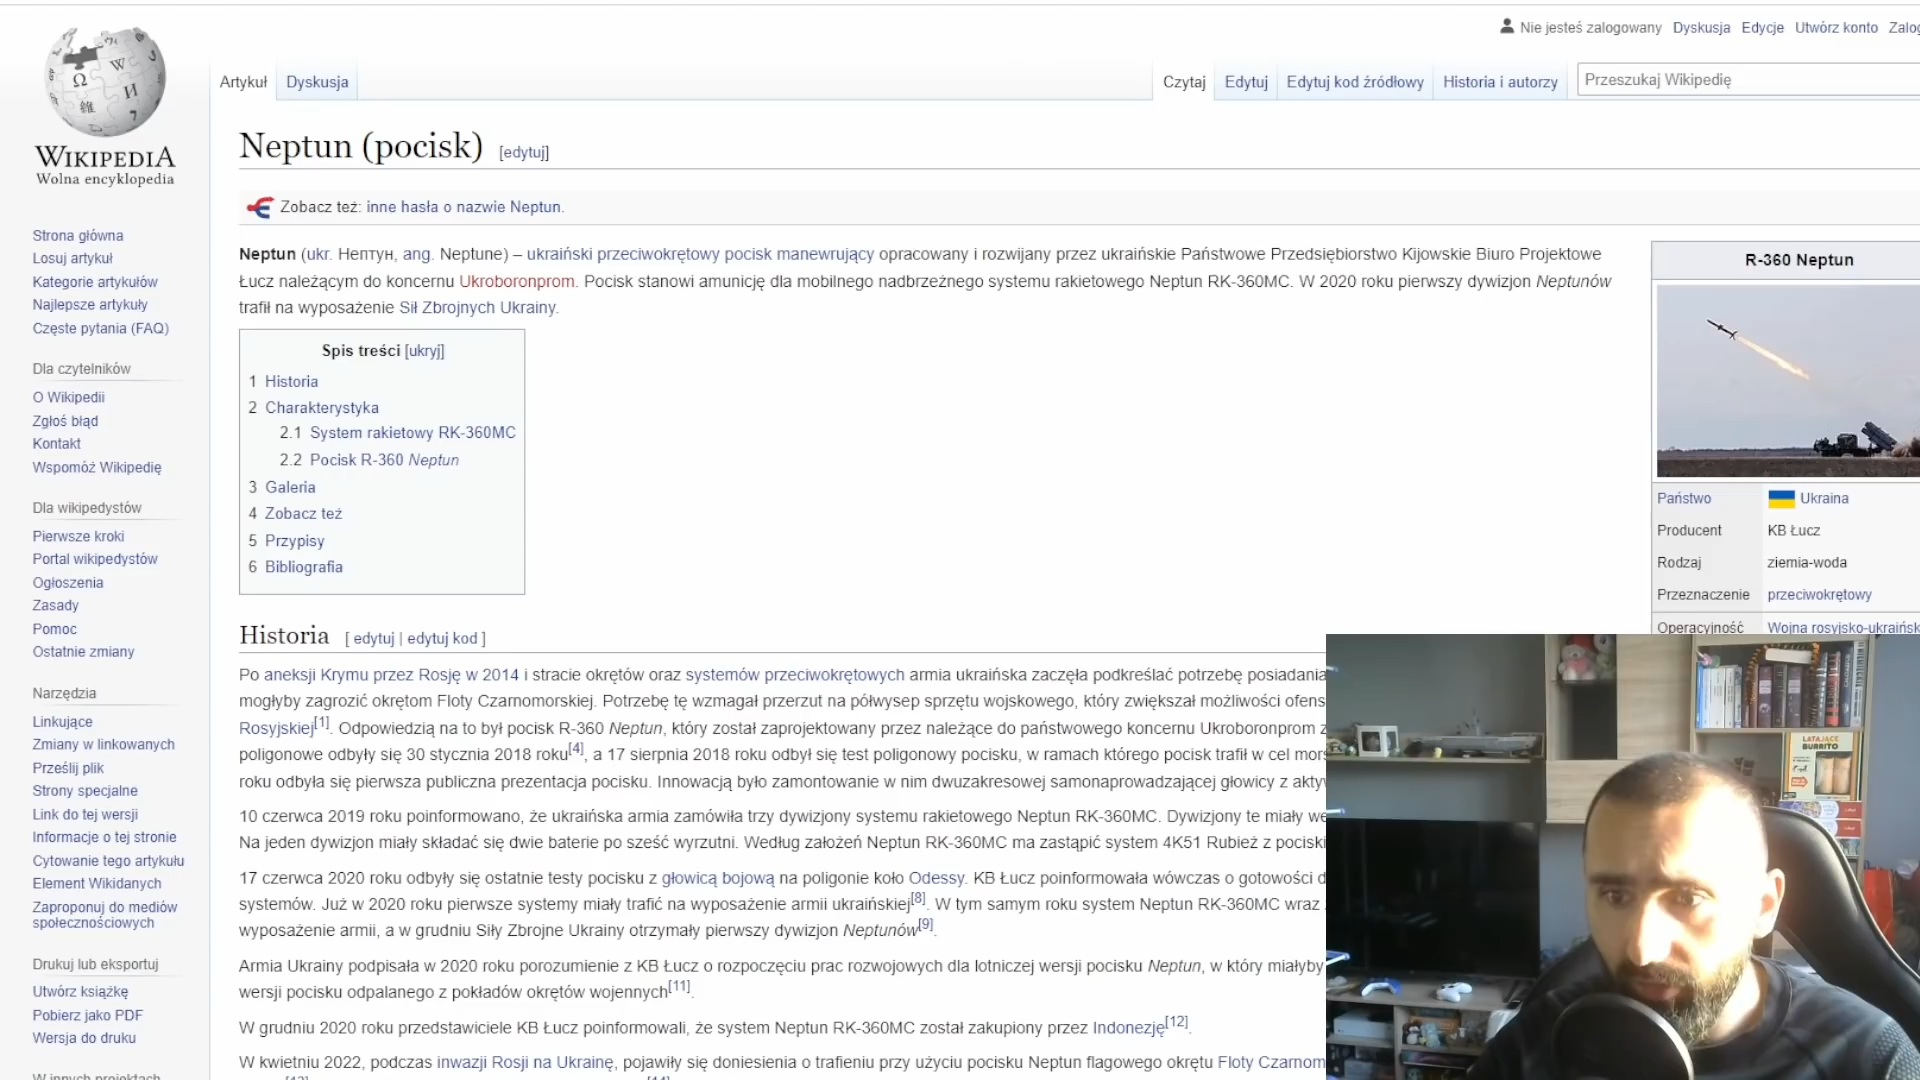 Nie jesteś zalogowany Dyskusja Edycje Utwórz konto
Artykuł Dyskusja Czytaj Edytuj Edytuj kod źródłowy Historia i autorzy Przeszukaj Wikipedię
WIKIPEDIA
Wolna encyklopedia
Strona główna
Losuj artykuł
Kategorie artykułów
Najlepsze artykuły
Częste pytania (FAQ)
Dla czytelników
O Wikipedii
Zgłoś błąd
Kontakt
Wspomóż Wikipedię
Dla wikipedystów
Pierwsze kroki
Portal wikipedystów
Ogłoszenia
Zasady
Pomoc
Ostatnie zmiany
Narzędzia
Linkujące
Zmiany w linkowanych
Prześlij plik
Strony specjalne
Link do tej wersji
Informacje o tej stronie
Cytowanie tego artykułu
Element Wikidanych
Zaproponuj do mediów
społecznościowych
Drukuj lub eksportuj
Utwórz książkę
Pobierz jako PDF
Wersja do druku
W innych projektach
Neptun (pocisk) [edytuj]
Zobacz też: inne hasła o nazwie Neptun.
Neptun (ukr. Нептун, ang. Neptune) – ukraiński przeciwokrętowy pocisk manewrujący opracowany i rozwijany przez ukraińskie Państwowe Przedsiębiorstwo Kijowskie Biuro Projektowe
Łucz należącym do koncernu Ukroboronprom. Pocisk stanowi amunicję dla mobilnego nadbrzeżnego systemu rakietowego Neptun RK-360MC. W 2020 roku pierwszy dywizjon Neptunów
trafił na wyposażenie Sił Zbrojnych Ukrainy.
Spis treści [ukryj]
1 Historia
2 Charakterystyka
2.1 System rakietowy RK-360MC
2.2 Pocisk R-360 Neptun
3 Galeria
4 Zobacz też
5 Przypisy
6 Bibliografia
R-360 Neptun
Państwo Ukraina
Producent KB Łucz
Rodzaj ziemia-woda
Przeznaczenie przeciwokrętowy
Operacyjność Wojna
Historia [ edytuj | edytuj kod ]
Po aneksji Krymu przez Rosję w 2014 i stracie okrętów oraz systemów przeciwokrętowych armia ukraińska zaczęła podkreślać potrzebę posiadania
mogłyby zagrozić okrętom Floty Czarnomorskiej. Potrzebę tę wzmagał przerzut na półwysep sprzętu wojskowego, który zwiększał możliwości
Rosyjskiej[1]. Odpowiedzią na to był pocisk R-360 Neptun, który został zaprojektowany przez należące do państwowego koncernu Ukroboronprom
poligonowe odbyły się 30 stycznia 2018 roku[4], a 17 sierpnia 2018 roku odbył się test poligonowy pocisku, w ramach którego pocisk trafił w cel
roku odbyła się pierwsza publiczna prezentacja pocisku. Innowacją było zamontowanie w nim dwuzakresowej samonaprowadzającej głowicy z
10 czerwca 2019 roku poinformowano, że ukraińska armia zamówiła trzy dywizjony systemu rakietowego Neptun RK-360MC. Dywizjony te miały
Na jeden dywizjon miały składać się dwie baterie po sześć wyrzutni. Według założeń Neptun RK-360MC ma zastąpić system 4K51 Rubież z
17 czerwca 2020 roku odbyły się ostatnie testy pocisku z głowicą bojową na poligonie koło Odessy. KB Łucz poinformowała wówczas o gotowości
systemów. Już w 2020 roku pierwsze systemy miały trafić na wyposażenie armii ukraińskiej[8]. W tym samym roku system Neptun RK-360MC wraz
wyposażenie armii, a w grudniu Siły Zbrojne Ukrainy otrzymały pierwszy dywizjon Neptunów[9].
Armia Ukrainy podpisała w 2020 roku porozumienie z KB Łucz o rozpoczęciu prac rozwojowych dla lotniczej wersji pocisku Neptun, w który miałyby
wersji pocisku odpalanego z pokładów okrętów wojennych[11].
W grudniu 2020 roku przedstawiciele KB Łucz poinformowali, że system Neptun RK-360MC został zakupiony przez Indonezję[12].
W kwietniu 2022, podczas inwazji Rosji na Ukrainę, pojawiły się doniesienia o trafieniu przy użyciu pocisku Neptun flagowego okrętu Floty
LATAJĄCE
BURRITO